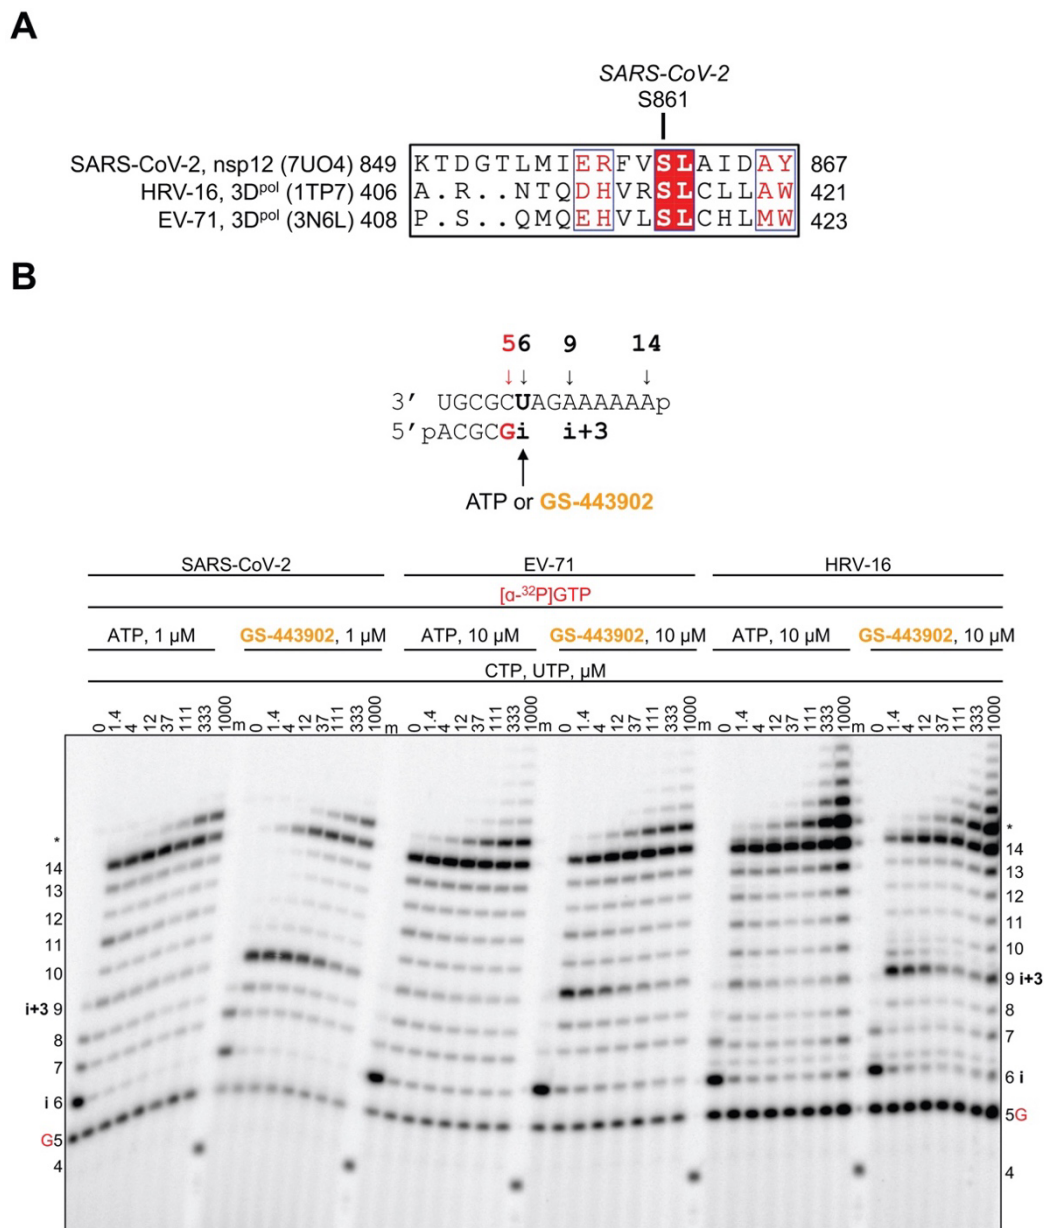 A
SARS-CoV-2
S861
SARS-CoV-2, nsp12 (7UO4) 849 KTDGTLMIERFVSLAIDAY 867
HRV-16, 3Dpol (1TP7) 406 A.R..NTQDHVRSLCLLAW 421
EV-71, 3Dpol (3N6L) 408 P.S..QMQEHVLSLCHLMW 423
B
56 9 14
↓ ↓ ↓ ↓
3′ UGCGCUAGAAAAAAAp
5′pACGCGi i+3
ATP or GS-443902
SARS-CoV-2 EV-71 HRV-16
[α-32P]GTP
ATP, 1 µM GS-443902, 1 µM ATP, 10 µM GS-443902, 10 µM ATP, 10 µM GS-443902, 10 µM
CTP, UTP, µM
0 1.4 4 12 37 111 333 1000 m 0 1.4 4 12 37 111 333 1000 m 0 1.4 4 12 37 111 333 1000 m 0 1.4 4 12 37 111 333 1000 m 0 1.4 4 12 37 111 333 1000 m 0 1.4 4 12 37 111 333 1000
* *
14 14
13 13
12 12
11 11
10 10
i+3 9 9 i+3
8 8
7 7
i 6 6 i
G5 5G
4 4